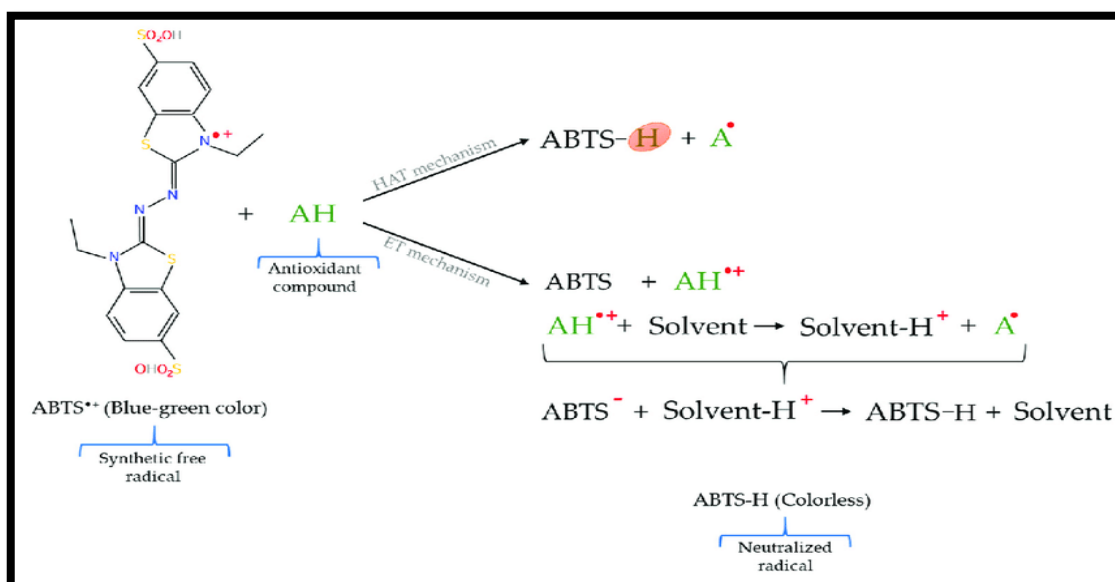 SO₂OH
N•+
S
N
N
N
S
OHO₂S
ABTS•+ (Blue-green color)
Synthetic free
radical
+
AH
Antioxidant
compound
HAT mechanism
ET mechanism
ABTS–H + A•
ABTS + AH•+
AH•+ + Solvent → Solvent-H+ + A•
ABTS- + Solvent-H+ → ABTS–H + Solvent
ABTS-H (Colorless)
Neutralized
radical